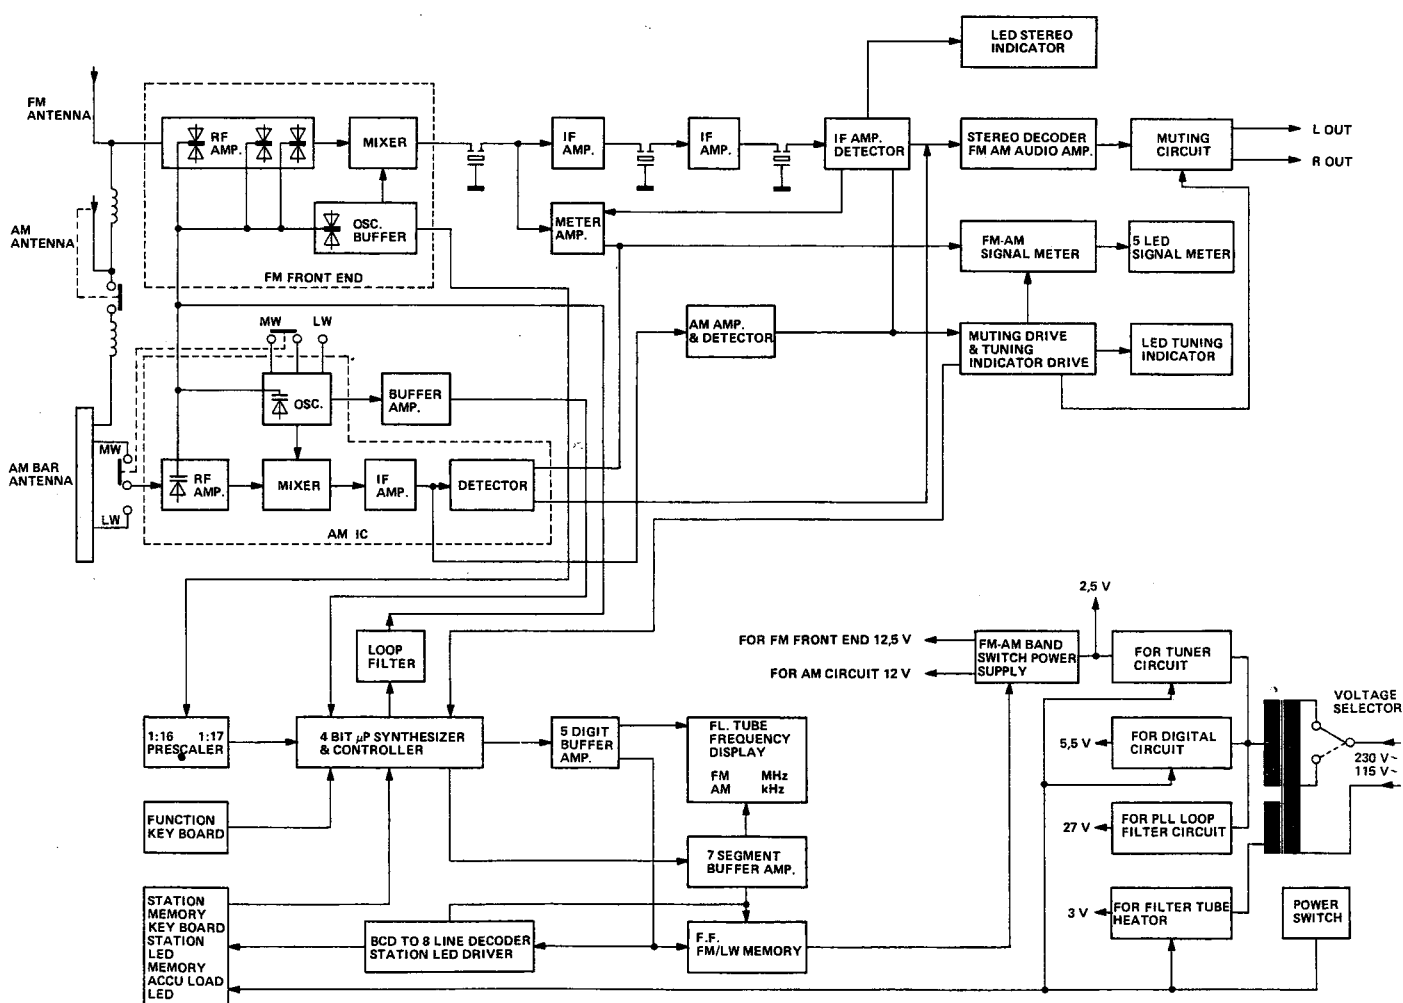 LED STEREO
INDICATOR
FM
ANTENNA
RF
AMP.
MIXER
IF
AMP.
IF
AMP.
IF AMP.
DETECTOR
STEREO DECODER
FM AM AUDIO AMP.
MUTING
CIRCUIT
L OUT
R OUT
AM
ANTENNA
OSC.
BUFFER
METER
AMP.
FM-AM
SIGNAL METER
5 LED
SIGNAL METER
FM FRONT END
MW
LW
AM AMP.
& DETECTOR
MUTING DRIVE
& TUNING
INDICATOR DRIVE
LED TUNING
INDICATOR
OSC.
BUFFER
AMP.
AM BAR
ANTENNA
MW
LW
RF
AMP.
MIXER
IF
AMP.
DETECTOR
AM IC
2,5 V
LOOP
FILTER
FOR FM FRONT END 12,5 V
FOR AM CIRCUIT 12 V
FM-AM BAND
SWITCH POWER
SUPPLY
FOR TUNER
CIRCUIT
VOLTAGE
SELECTOR
1:16 1:17
PRESCALER
4 BIT µP SYNTHESIZER
& CONTROLLER
5 DIGIT
BUFFER
AMP.
FL. TUBE
FREQUENCY
DISPLAY
FM MHz
AM kHz
5,5 V
FOR DIGITAL
CIRCUIT
230 V~
115 V~
FUNCTION
KEY BOARD
27 V
FOR PLL LOOP
FILTER CIRCUIT
7 SEGMENT
BUFFER AMP.
STATION
MEMORY
KEY BOARD
STATION
LED
MEMORY
ACCU LOAD
LED
BCD TO 8 LINE DECODER
STATION LED DRIVER
F.F.
FM/LW MEMORY
3 V
FOR FILTER TUBE
HEATOR
POWER
SWITCH